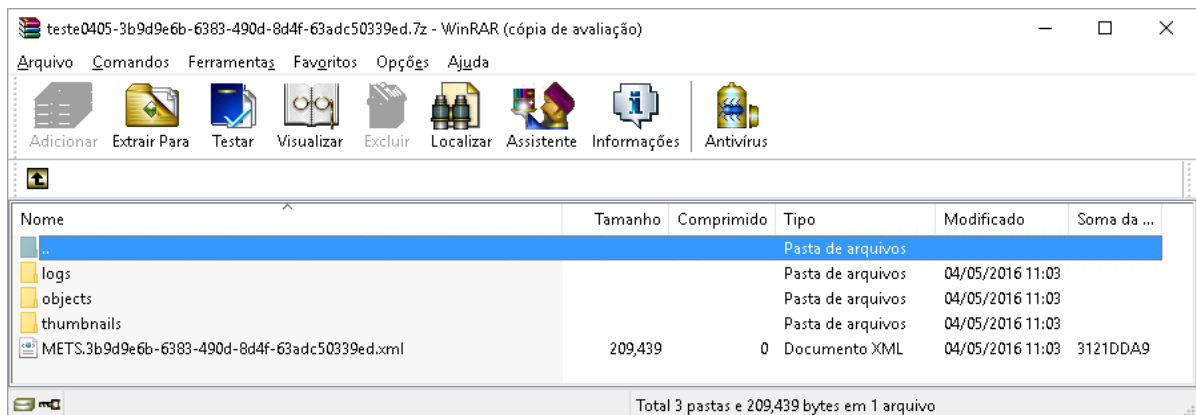 teste0405-3b9d9e6b-6383-490d-8d4f-63adc50339ed.7z - WinRAR (cópia de avaliação)
Arquivo Comandos Ferramentas Favoritos Opções Ajuda
Adicionar Extrair Para Testar Visualizar Excluir Localizar Assistente Informações Antivírus
Nome Tamanho Comprimido Tipo Modificado Soma da ...
.. Pasta de arquivos
logs Pasta de arquivos 04/05/2016 11:03
objects Pasta de arquivos 04/05/2016 11:03
thumbnails Pasta de arquivos 04/05/2016 11:03
METS.3b9d9e6b-6383-490d-8d4f-63adc50339ed.xml 209,439 0 Documento XML 04/05/2016 11:03 3121DDA9
Total 3 pastas e 209,439 bytes em 1 arquivo